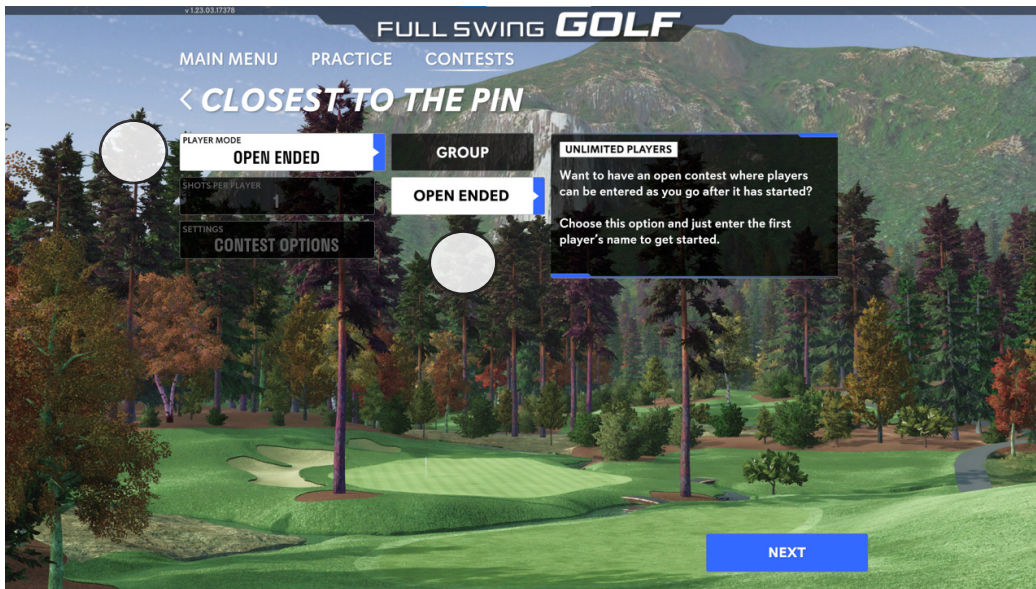 v 1.23.03.17378
FULL SWING GOLF
MAIN MENU PRACTICE CONTESTS
< CLOSEST TO THE PIN
PLAYER MODE
OPEN ENDED
GROUP
SHOTS PER PLAYER
1
OPEN ENDED
SETTINGS
CONTEST OPTIONS
UNLIMITED PLAYERS
Want to have an open contest where players
can be entered as you go after it has started?
Choose this option and just enter the first
player's name to get started.
NEXT